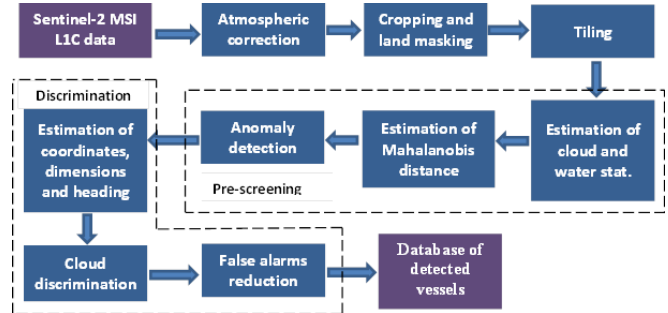 Sentinel-2 MSI
L1C data
Atmospheric
correction
Cropping and
land masking
Tiling
Discrimination
Estimation of
coordinates,
dimensions
and heading
Anomaly
detection
Estimation of
Mahalanobis
distance
Estimation of
cloud and
water stat.
Pre-screening
Cloud
discrimination
False alarms
reduction
Database of
detected
vessels